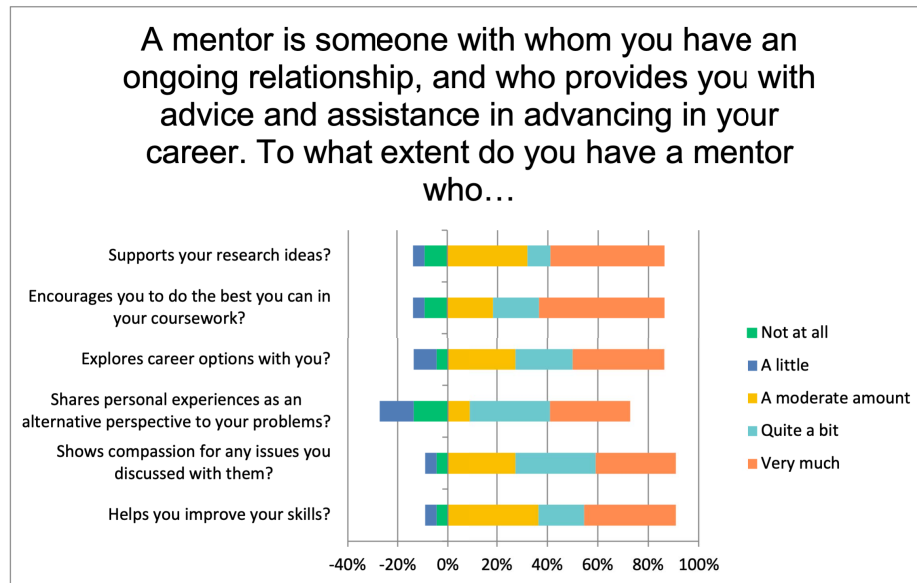 A mentor is someone with whom you have an
ongoing relationship, and who provides you with
advice and assistance in advancing in your
career. To what extent do you have a mentor
who…
Supports your research ideas?
Encourages you to do the best you can in
your coursework?
Explores career options with you?
Shares personal experiences as an
alternative perspective to your problems?
Shows compassion for any issues you
discussed with them?
Helps you improve your skills?
-40% -20% 0% 20% 40% 60% 80% 100%
Not at all
A little
A moderate amount
Quite a bit
Very much